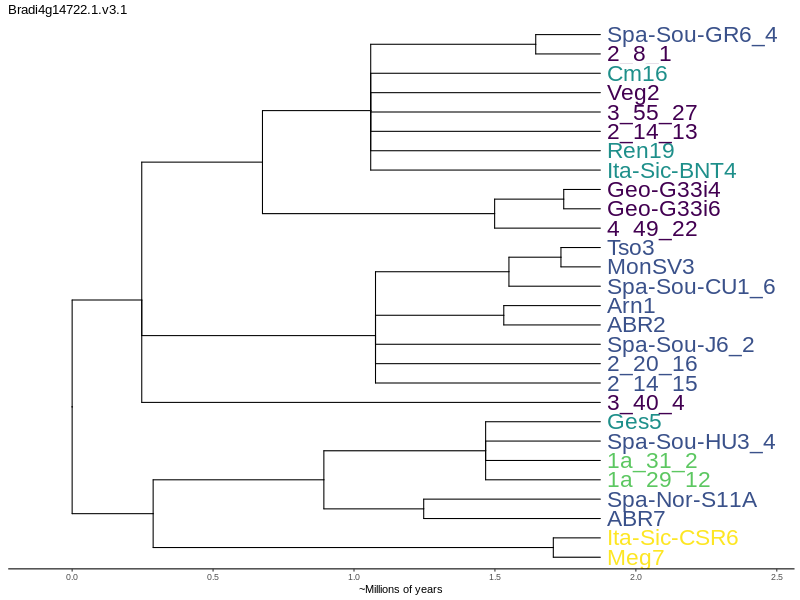 Bradi4g14722.1.v3.1
Spa-Sou-GR6_4
2_8_1
Cm16
Veg2
3_55_27
2_14_13
Ren19
Ita-Sic-BNT4
Geo-G33i4
Geo-G33i6
4_49_22
Tso3
MonSV3
Spa-Sou-CU1_6
Arn1
ABR2
Spa-Sou-J6_2
2_20_16
2_14_15
3_40_4
Ges5
Spa-Sou-HU3_4
1a_31_2
1a_29_12
Spa-Nor-S11A
ABR7
Ita-Sic-CSR6
Meg7
0.0 0.5 1.0 1.5 2.0 2.5
~Millions of years